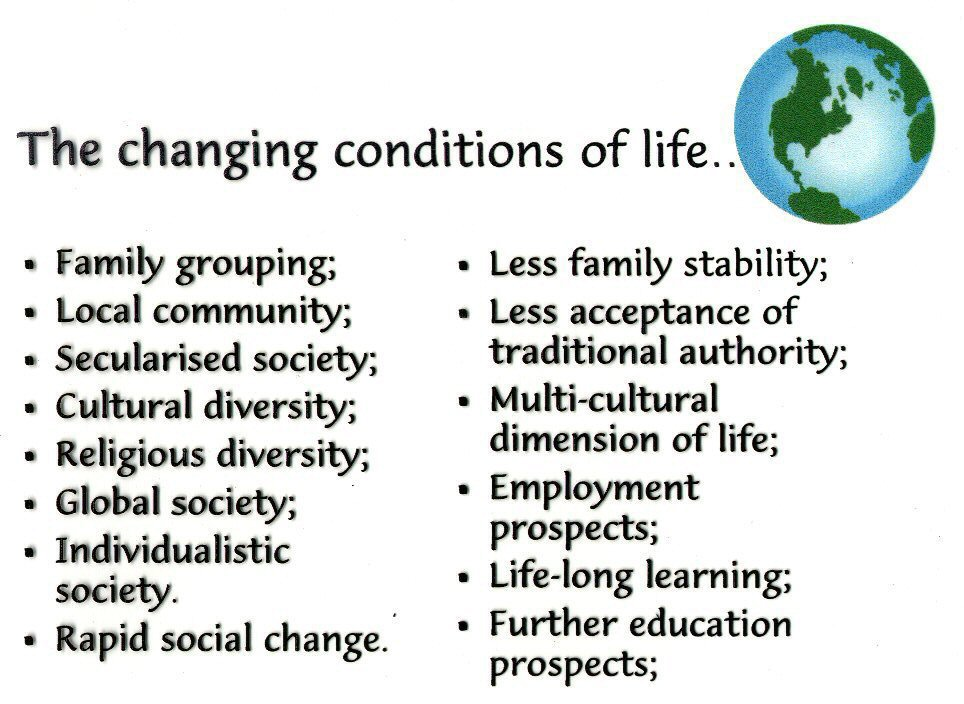 The changing conditions of life..
▪ Family grouping;
▪ Local community;
▪ Secularised society;
▪ Cultural diversity;
▪ Religious diversity;
▪ Global society;
▪ Individualistic
society.
▪ Rapid social change.
▪ Less family stability;
▪ Less acceptance of
traditional authority;
▪ Multi-cultural
dimension of life;
▪ Employment
prospects;
▪ Life-long learning;
▪ Further education
prospects;